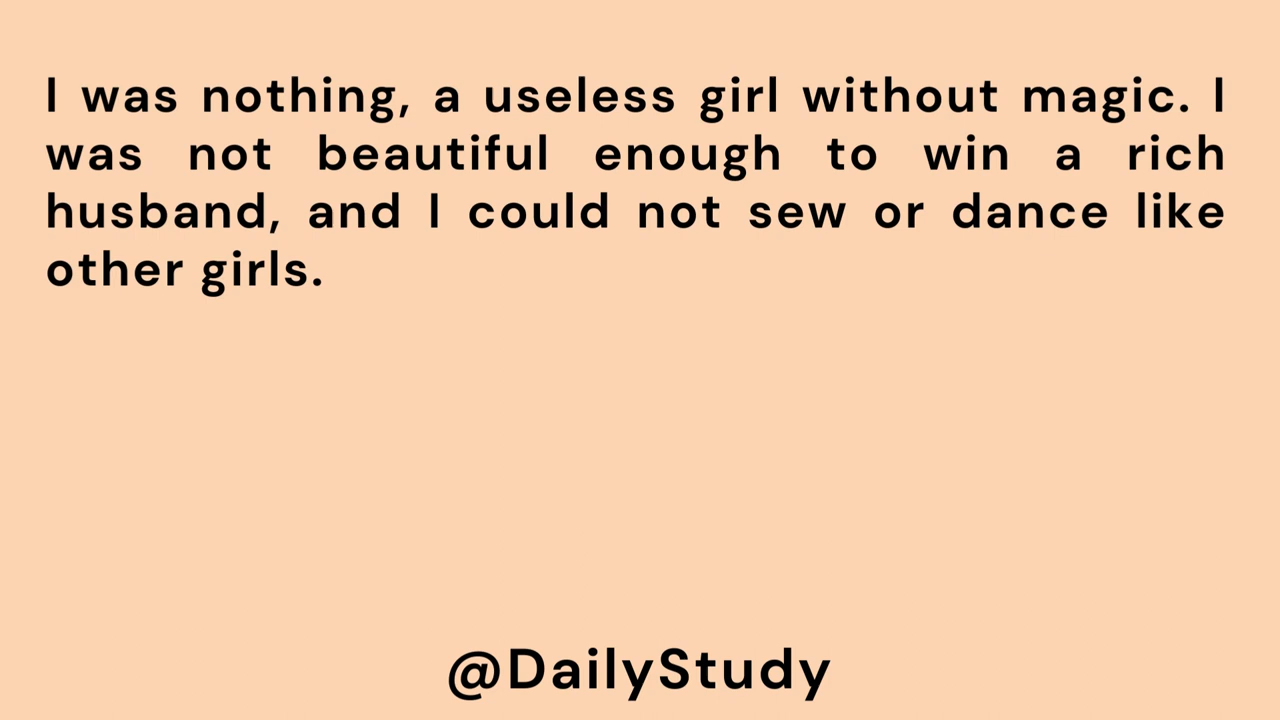 I was nothing, a useless girl without magic. I
was not beautiful enough to win a rich
husband, and I could not sew or dance like
other girls.
@DailyStudy